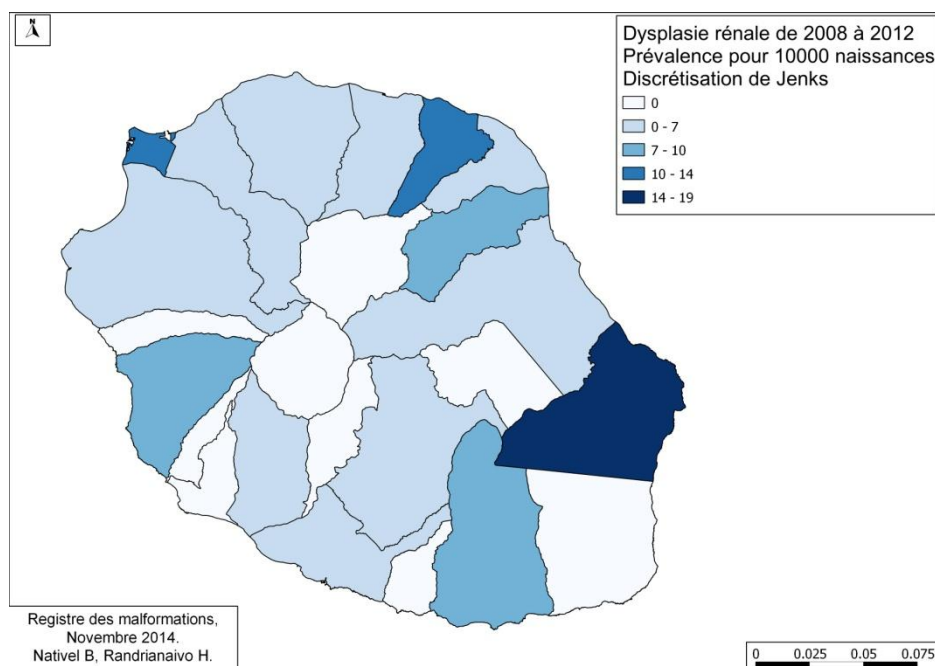 N
Dysplasie rénale de 2008 à 2012
Prévalence pour 10000 naissances
Discrétisation de Jenks
0
0 - 7
7 - 10
10 - 14
14 - 19
Registre des malformations,
Novembre 2014.
Nativel B, Randrianaivo H.
0 0.025 0.05 0.075